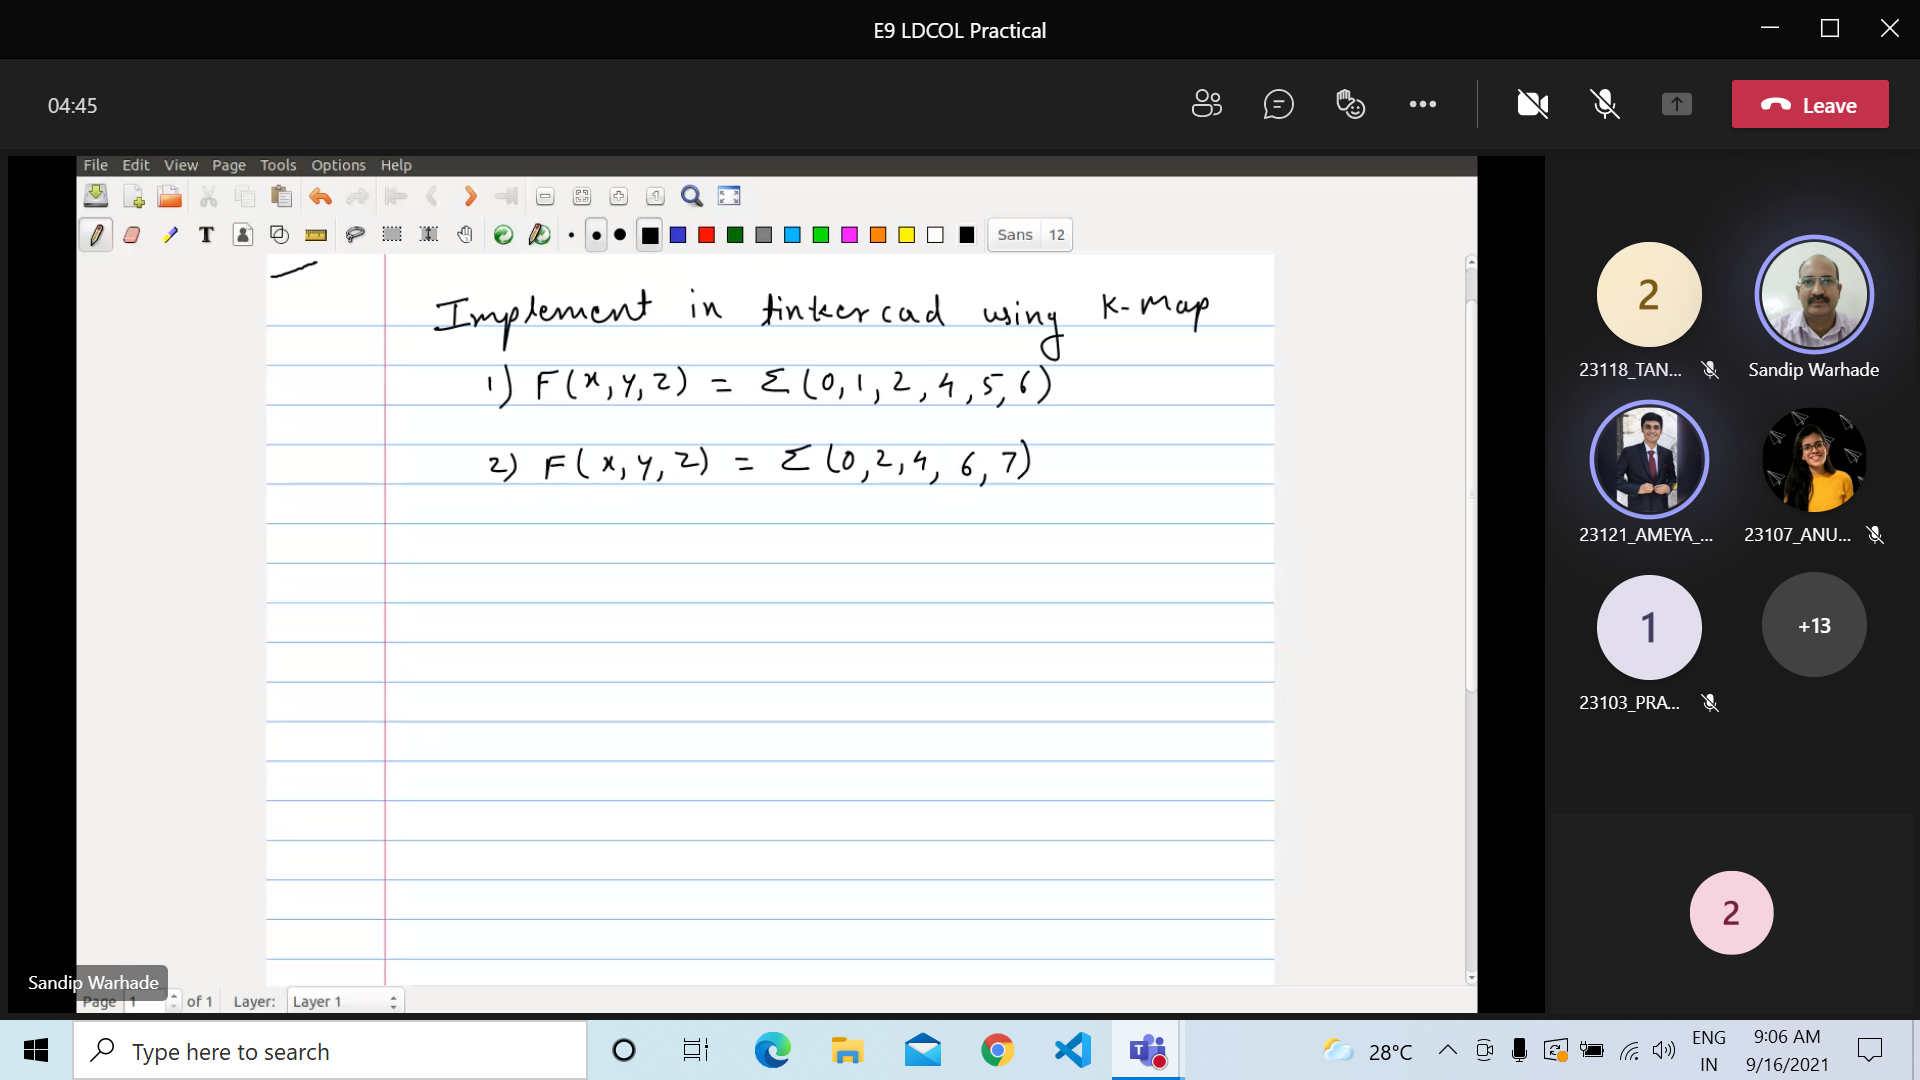 E9 LDCOL Practical
04:45
Leave
File Edit View Page Tools Options Help
Sans 12
Implement in tinkercad using K-Map
1) F(x,y,z) = Σ(0,1,2,4,5,6)
2) F(x,y,z) = Σ(0,2,4,6,7)
2
23118_TAN...
Sandip Warhade
23121_AMEYA_...
23107_ANU...
1
23103_PRA...
+13
2
Sandip Warhade
Page 1 of 1 Layer: Layer 1
Type here to search
28°C
ENG
IN
9:06 AM
9/16/2021